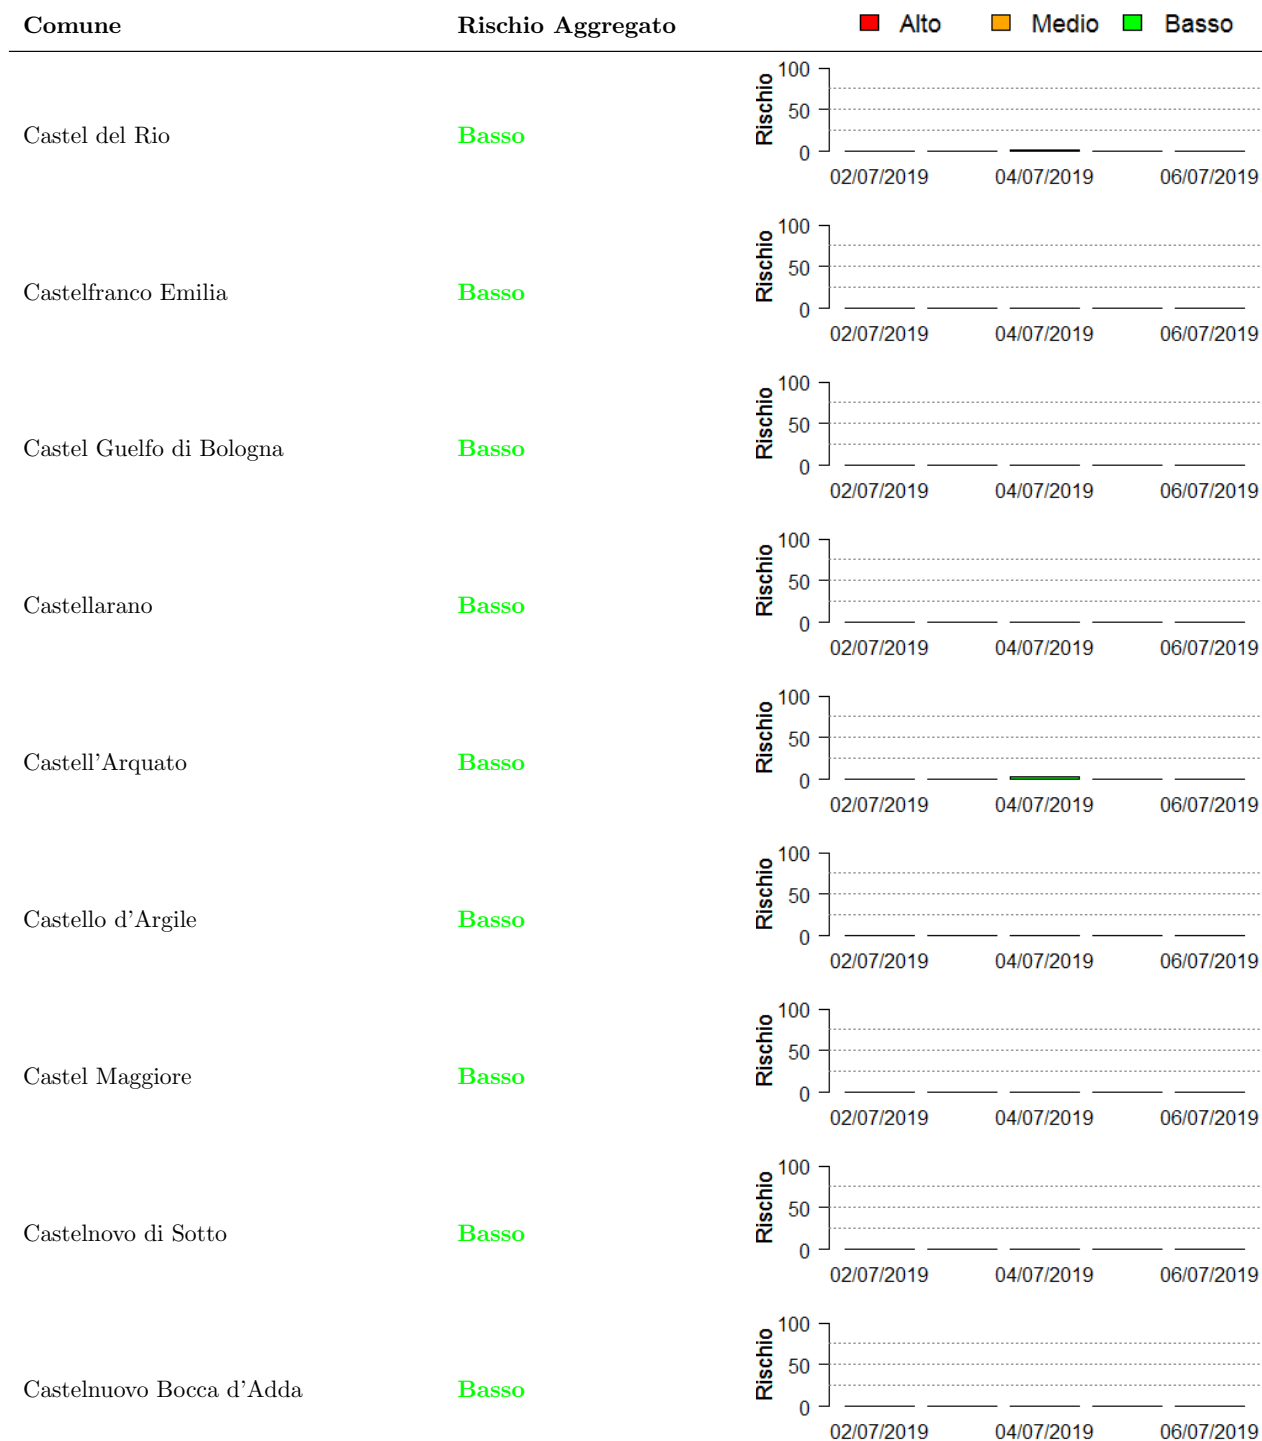 Comune Rischio Aggregato Alto Medio Basso
100
Castel del Rio Basso Rischio 50
0
02/07/2019 04/07/2019 06/07/2019
100
Castelfranco Emilia Basso Rischio 50
0
02/07/2019 04/07/2019 06/07/2019
100
Castel Guelfo di Bologna Basso Rischio 50
0
02/07/2019 04/07/2019 06/07/2019
100
Castellarano Basso Rischio 50
0
02/07/2019 04/07/2019 06/07/2019
100
Castell'Arquato Basso Rischio 50
0
02/07/2019 04/07/2019 06/07/2019
100
Castello d'Argile Basso Rischio 50
0
02/07/2019 04/07/2019 06/07/2019
100
Castel Maggiore Basso Rischio 50
0
02/07/2019 04/07/2019 06/07/2019
100
Castelnovo di Sotto Basso Rischio 50
0
02/07/2019 04/07/2019 06/07/2019
100
Castelnuovo Bocca d'Adda Basso Rischio 50
0
02/07/2019 04/07/2019 06/07/2019